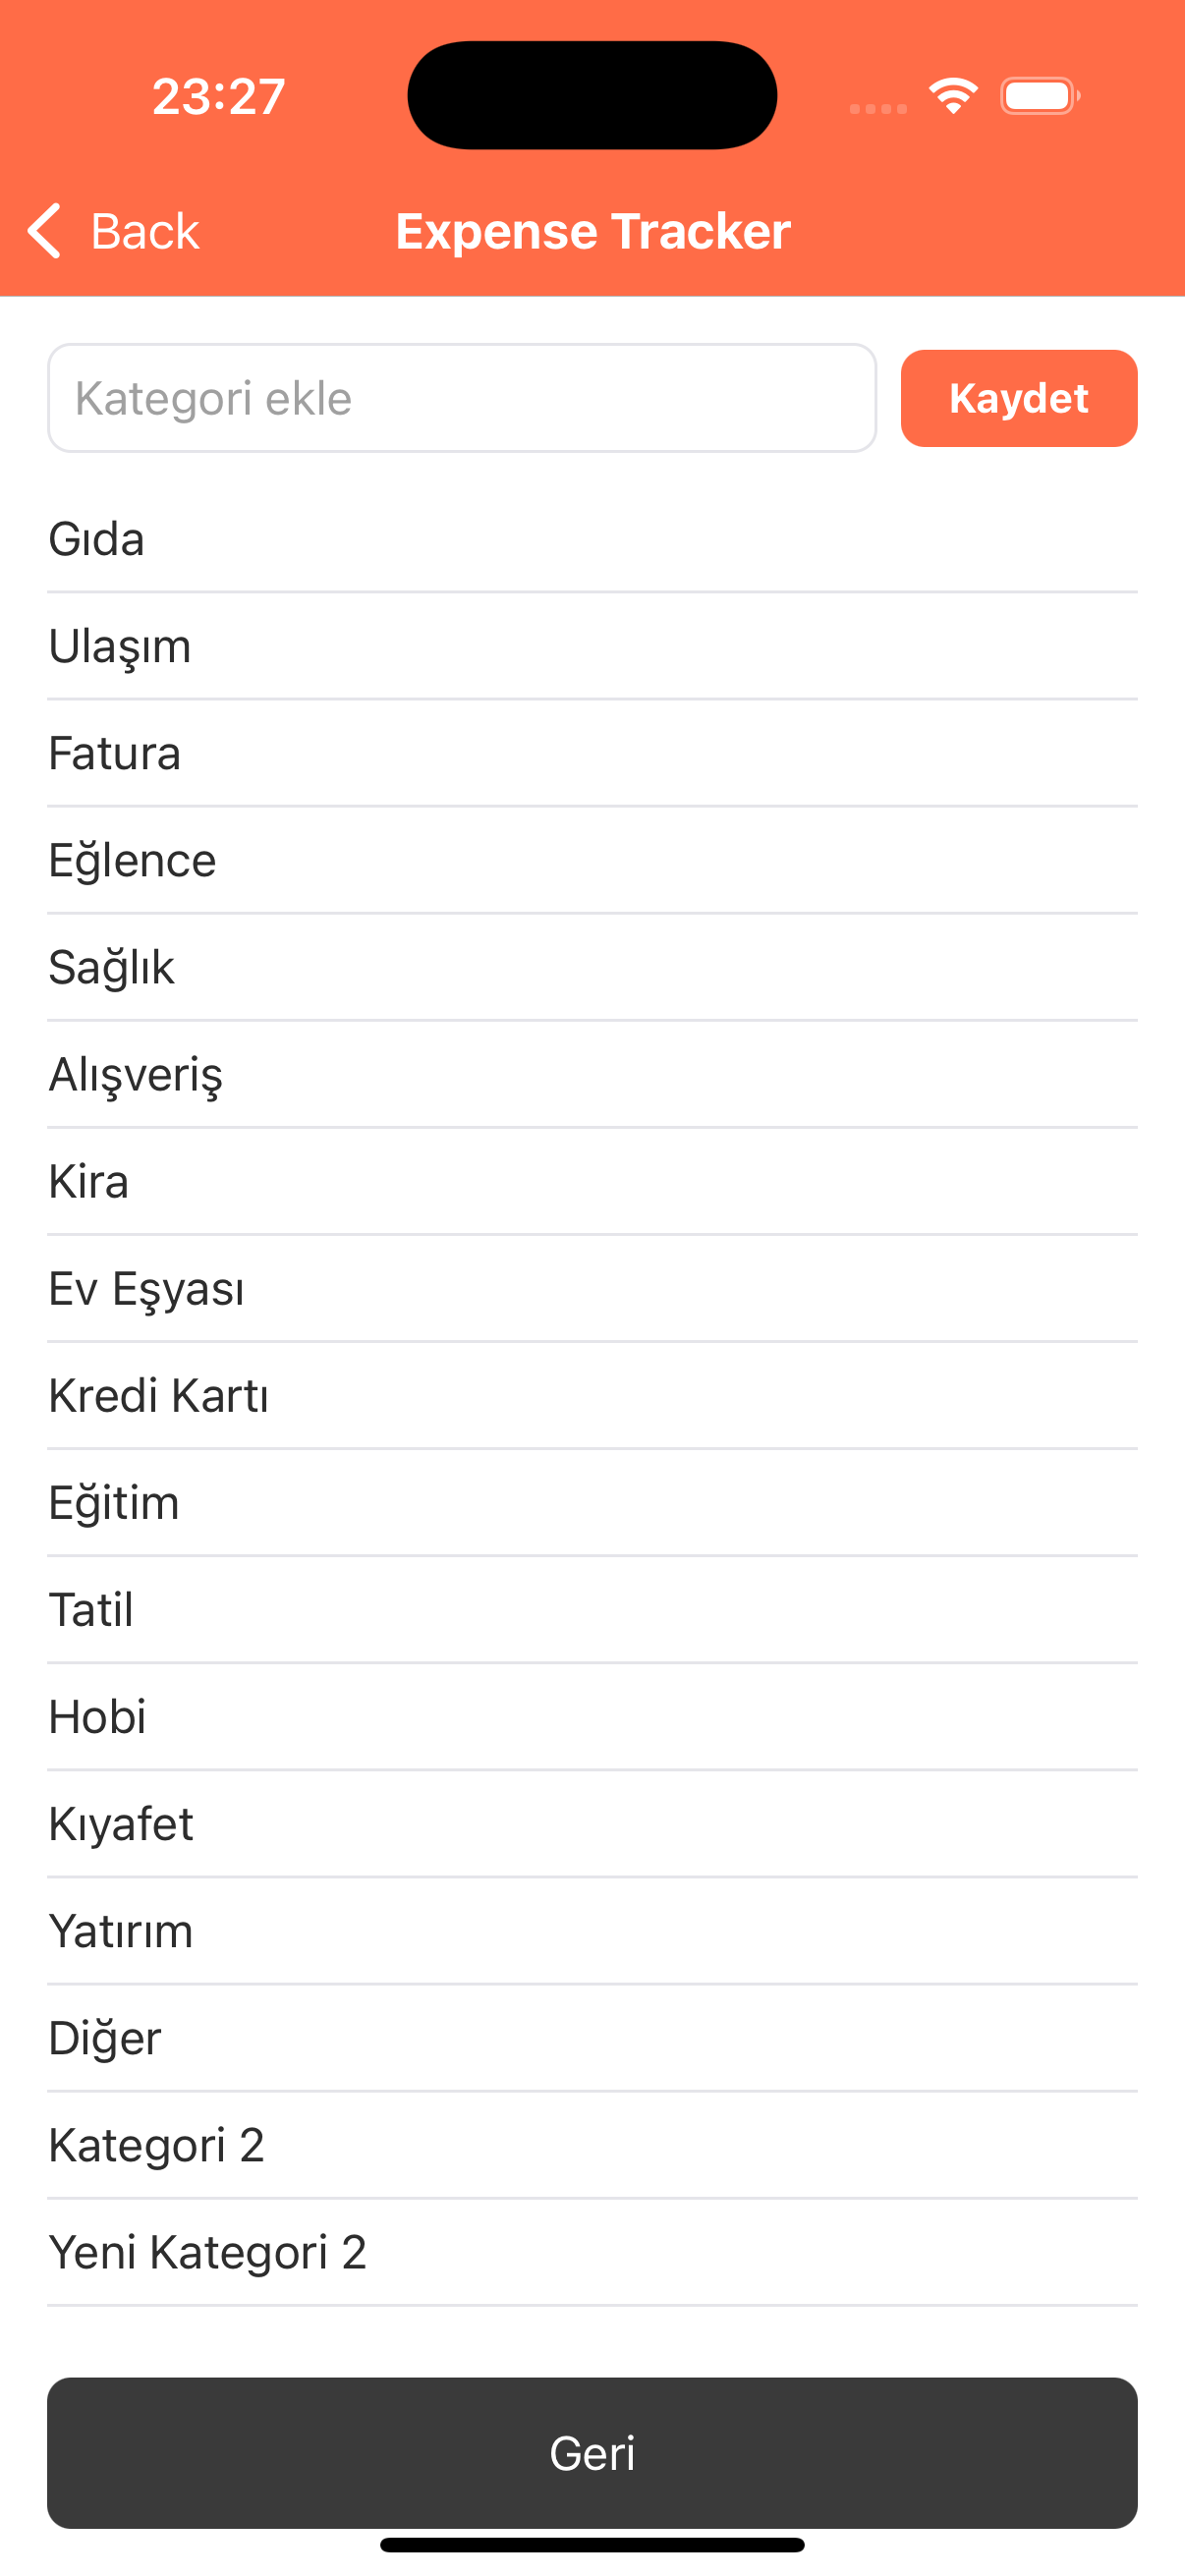 23:27
Back
Expense Tracker
Kategori ekle
Kaydet
Gıda
Ulaşım
Fatura
Eğlence
Sağlık
Alışveriş
Kira
Ev Eşyası
Kredi Kartı
Eğitim
Tatil
Hobi
Kıyafet
Yatırım
Diğer
Kategori 2
Yeni Kategori 2
Geri